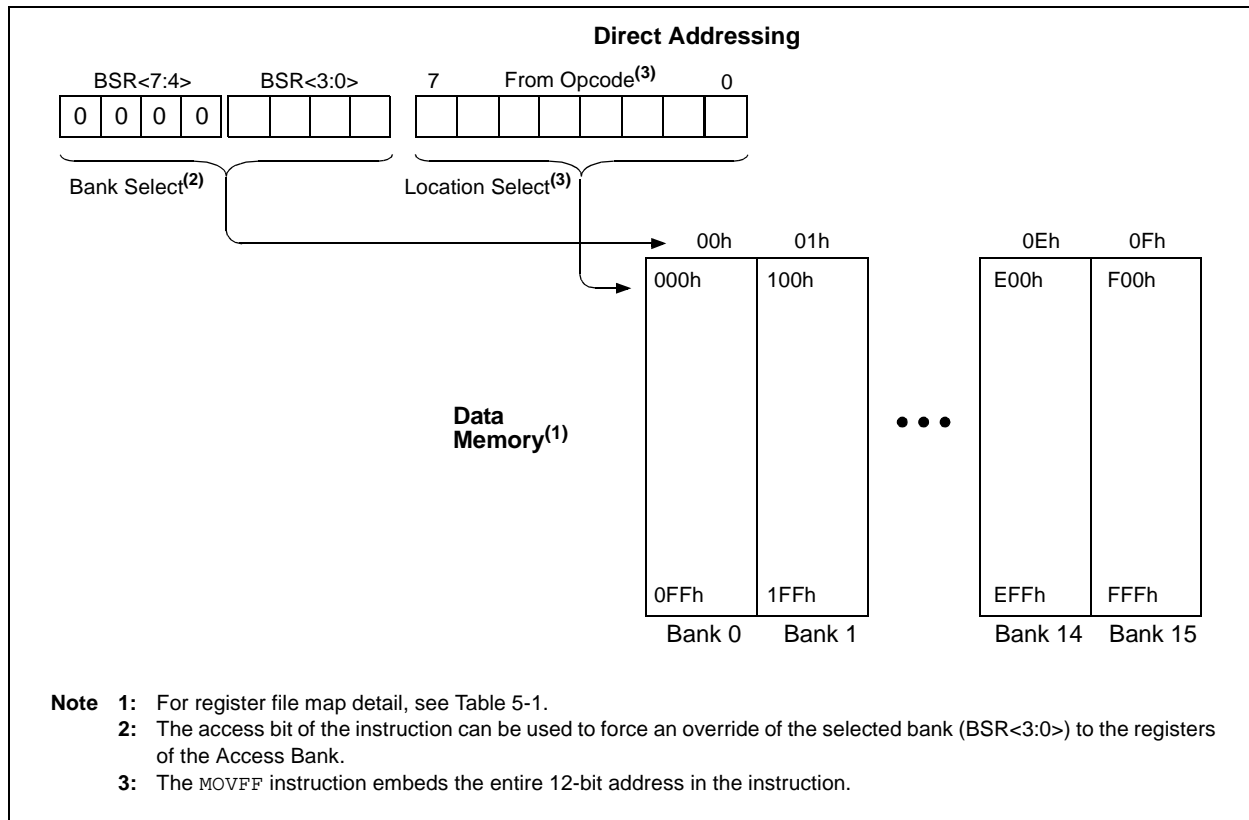 Direct Addressing
BSR<7:4> BSR<3:0> 7 From Opcode(3) 0
0 0 0 0
Bank Select(2) Location Select(3)
00h 01h 0Eh 0Fh
000h 100h E00h F00h
Data
Memory(1)
0FFh 1FFh EFFh FFFh
Bank 0 Bank 1 Bank 14 Bank 15
Note 1: For register file map detail, see Table 5-1.
2: The access bit of the instruction can be used to force an override of the selected bank (BSR<3:0>) to the registers
of the Access Bank.
3: The MOVFF instruction embeds the entire 12-bit address in the instruction.